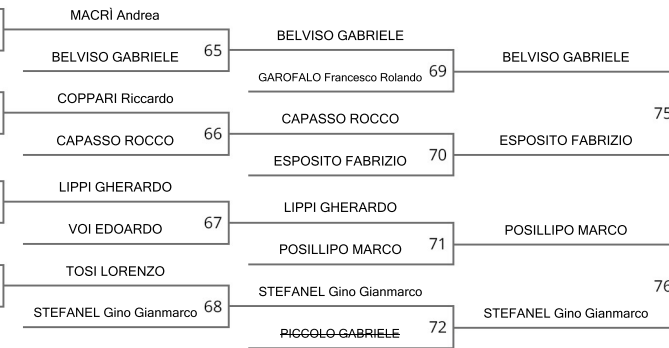 MACRÌ Andrea
BELVISO GABRIELE
65
COPPARI Riccardo
CAPASSO ROCCO
66
LIPPI GHERARDO
VOI EDOARDO
67
TOSI LORENZO
STEFANEL Gino Gianmarco
68
BELVISO GABRIELE
GAROFALO Francesco Rolando
69
CAPASSO ROCCO
ESPOSITO FABRIZIO
70
LIPPI GHERARDO
POSILLIPO MARCO
71
STEFANEL Gino Gianmarco
PICCOLO GABRIELE
72
BELVISO GABRIELE
ESPOSITO FABRIZIO
75
POSILLIPO MARCO
STEFANEL Gino Gianmarco
76